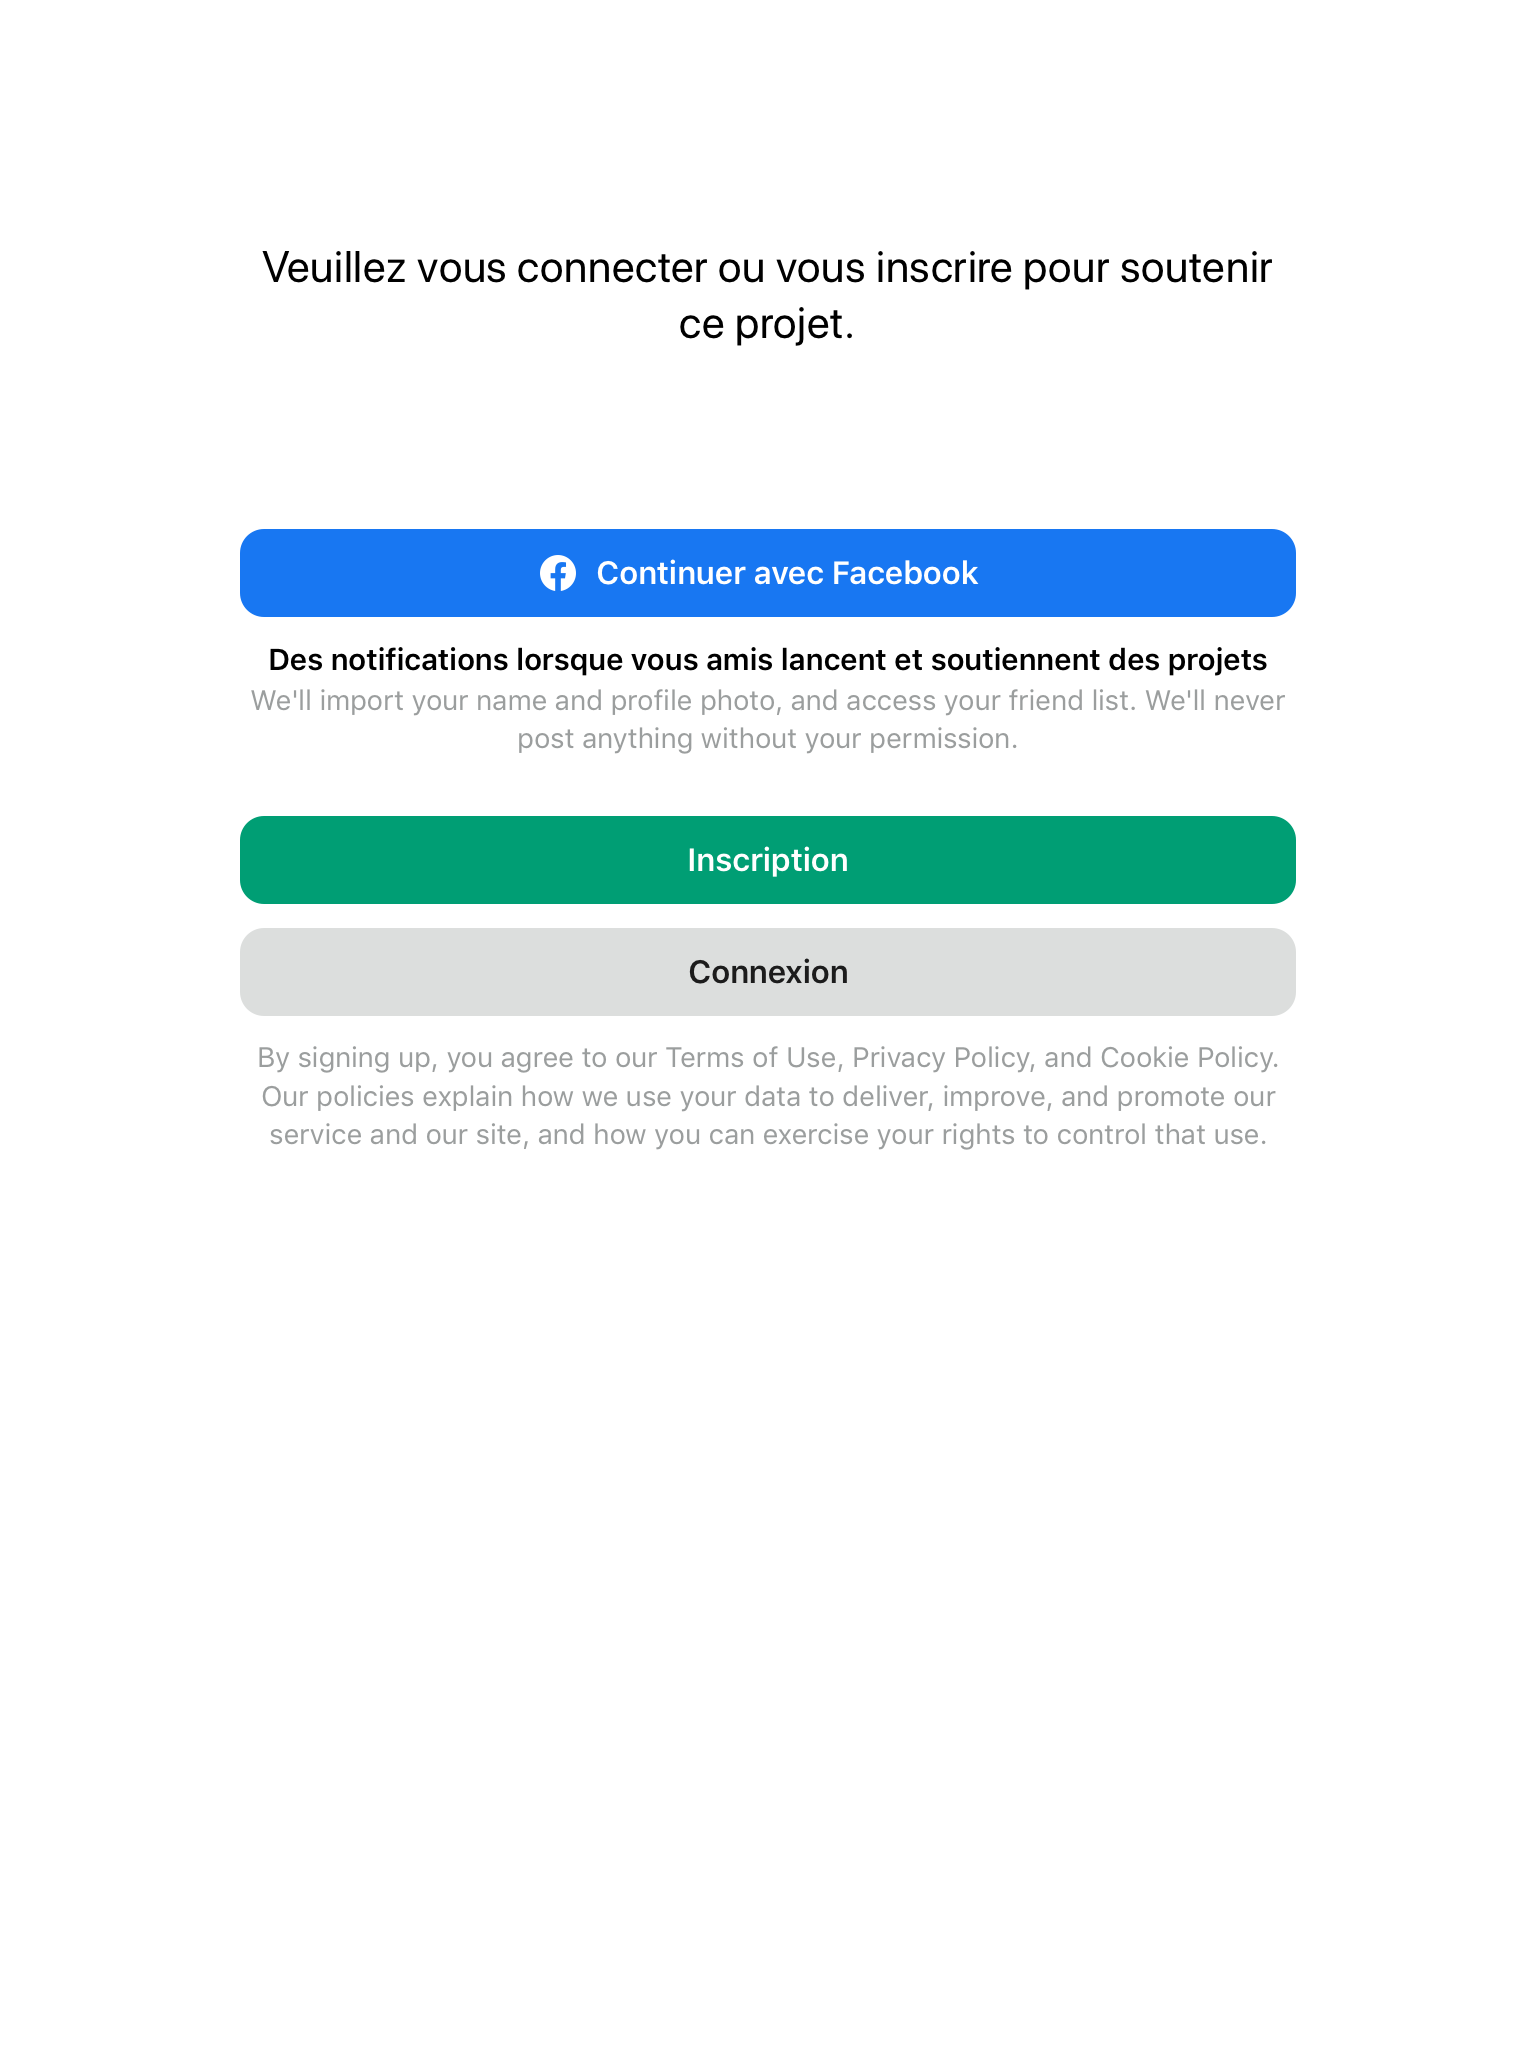 Veuillez vous connecter ou vous inscrire pour soutenir
ce projet.
Continuer avec Facebook
Des notifications lorsque vous amis lancent et soutiennent des projets
We'll import your name and profile photo, and access your friend list. We'll never
post anything without your permission.
Inscription
Connexion
By signing up, you agree to our Terms of Use, Privacy Policy, and Cookie Policy.
Our policies explain how we use your data to deliver, improve, and promote our
service and our site, and how you can exercise your rights to control that use.